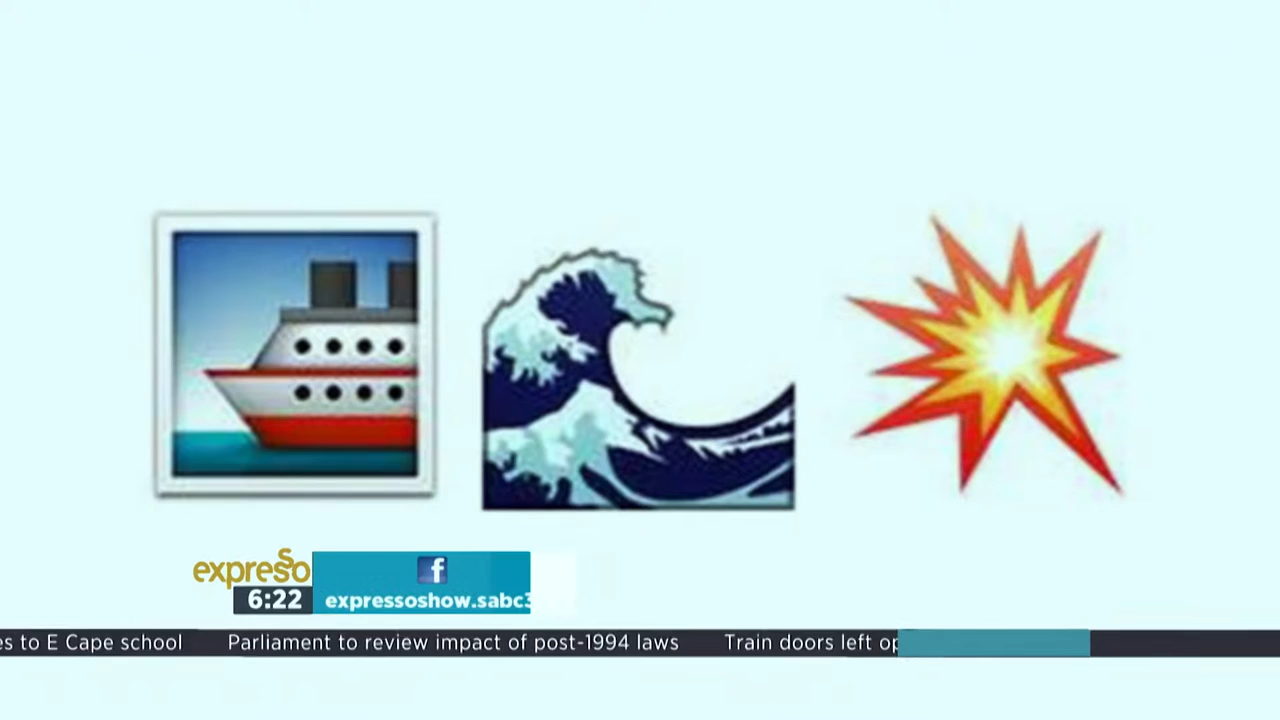 expresso
6:22
f
expressoshow.sabc3
es to E Cape school
Parliament to review impact of post-1994 laws
Train doors left op